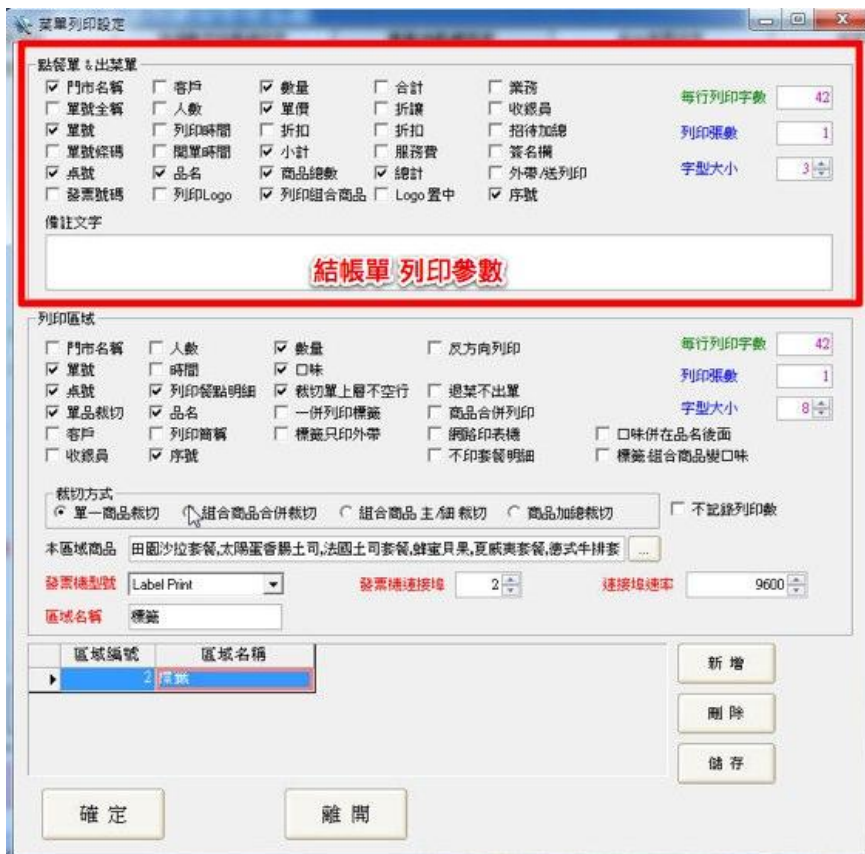 菜單列印設定
點餐單 & 出菜單
門市名稱 客戶 數量 合計 業務
單號全稱 人數 單價 折讓 收銀員
單號 列印時間 折扣 折扣 招待加總
單號條碼 開單時間 小計 服務費 簽名欄
桌號 品名 商品總數 總計 外帶/送列印
發票號碼 列印Logo 列印組合商品 Logo置中 序號
每行列印字數 42
列印張數 1
字型大小 3
備註文字
結帳單 列印參數
列印區域
門市名稱 人數 數量 反方向列印
單號 時間 口味
桌號 列印餐點明細 裁切單上層不空行 退菜不出單
單品裁切 品名 一併列印標籤 商品合併列印
客戶 列印簡稱 標籤只印外帶 網路印表機 口味併在品名後面
收銀員 序號 不印套餐明細 標籤組合商品變口味
每行列印字數 42
列印張數 1
字型大小 8
裁切方式
單一商品裁切 組合商品合併裁切 組合商品 主/細 裁切 商品加總裁切 不記錄列印數
本區域商品 田園沙拉套餐,太陽蛋香腸土司,法國土司套餐,蜂蜜貝果,夏威夷套餐,德式牛排套 ...
發票機型號 Label Print 發票機連接埠 2 連接埠速率 9600
區域名稱 標籤
區域編號 區域名稱
2 標籤
新增
刪除
儲存
確定 離開